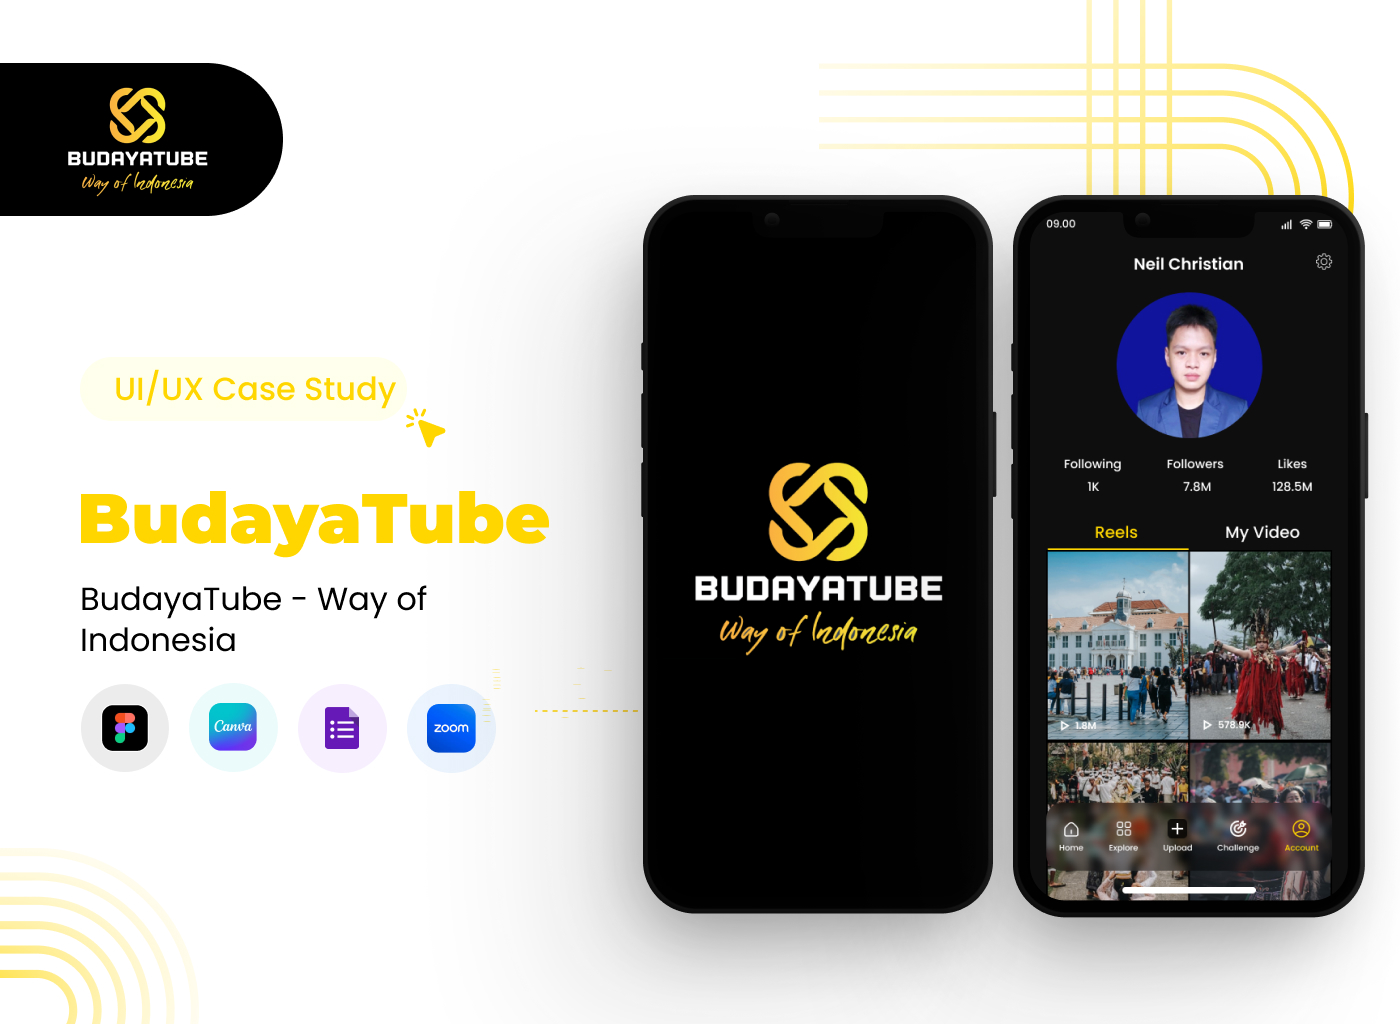 BUDAYATUBE
Way of Indonesia
UI/UX Case Study
BudayaTube
BudayaTube - Way of
Indonesia
Canva
zoom
BUDAYATUBE
Way of Indonesia
09.00
Neil Christian
Following Followers Likes
1K 7.8M 128.5M
Reels My Video
1.8M 578.9K
Home Explore Upload Challenge Account